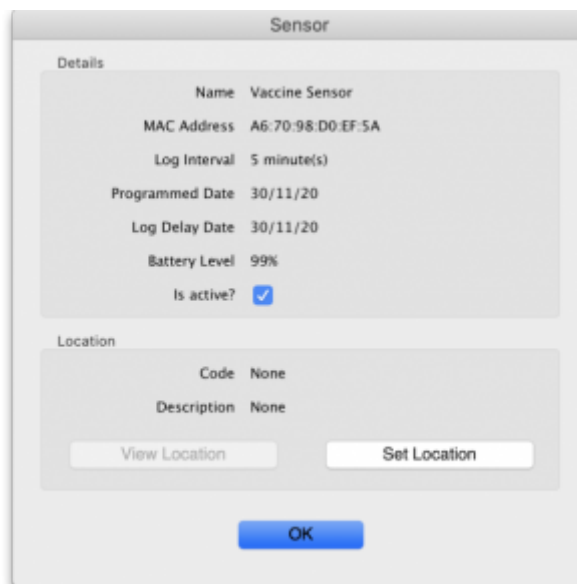 Sensor
Details
Name Vaccine Sensor
MAC Address A6:70:98:D0:EF:5A
Log Interval 5 minute(s)
Programmed Date 30/11/20
Log Delay Date 30/11/20
Battery Level 99%
Is active?
Location
Code None
Description None
View Location Set Location
OK